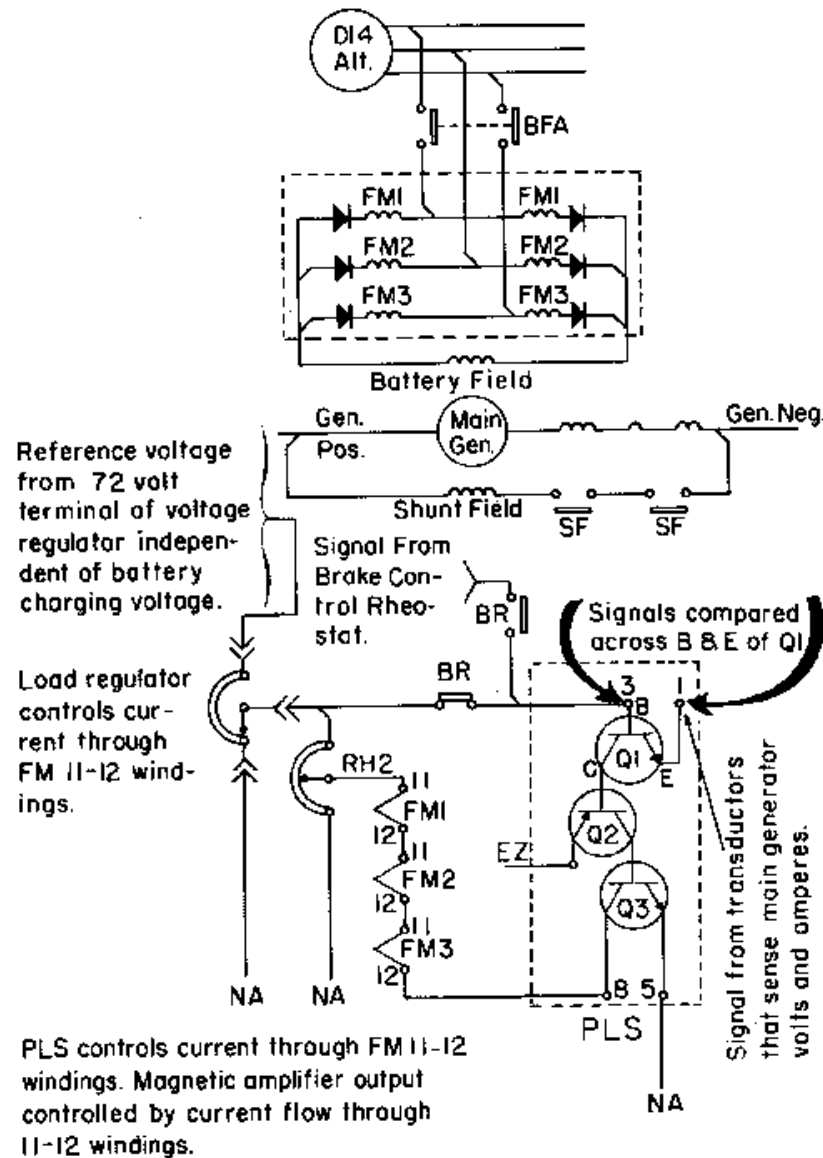 D14
Alt.
BFA
FM1
FM1
FM2
FM2
FM3
FM3
Battery Field
Gen.
Pos.
Main
Gen.
Gen. Neg.
Shunt Field
SF
SF
Reference voltage
from 72 volt
terminal of voltage
regulator indepen-
dent of battery
charging voltage.
Signal From
Brake Con-
trol Rheo-
stat.
BR
Signals compared
across B & E of Q1
Load regulator
controls cur-
rent through
FM 11-12 wind-
ings.
BR
13
B
1
Q1
C
E
RH2
11
FM1
12
11
FM2
12
11
FM3
12
Q2
EZ
Q3
8
5
PLS
NA
NA
NA
Signal from transductors
that sense main generator
volts and amperes.
PLS controls current through FM 11-12
windings. Magnetic amplifier output
controlled by current flow through
11-12 windings.